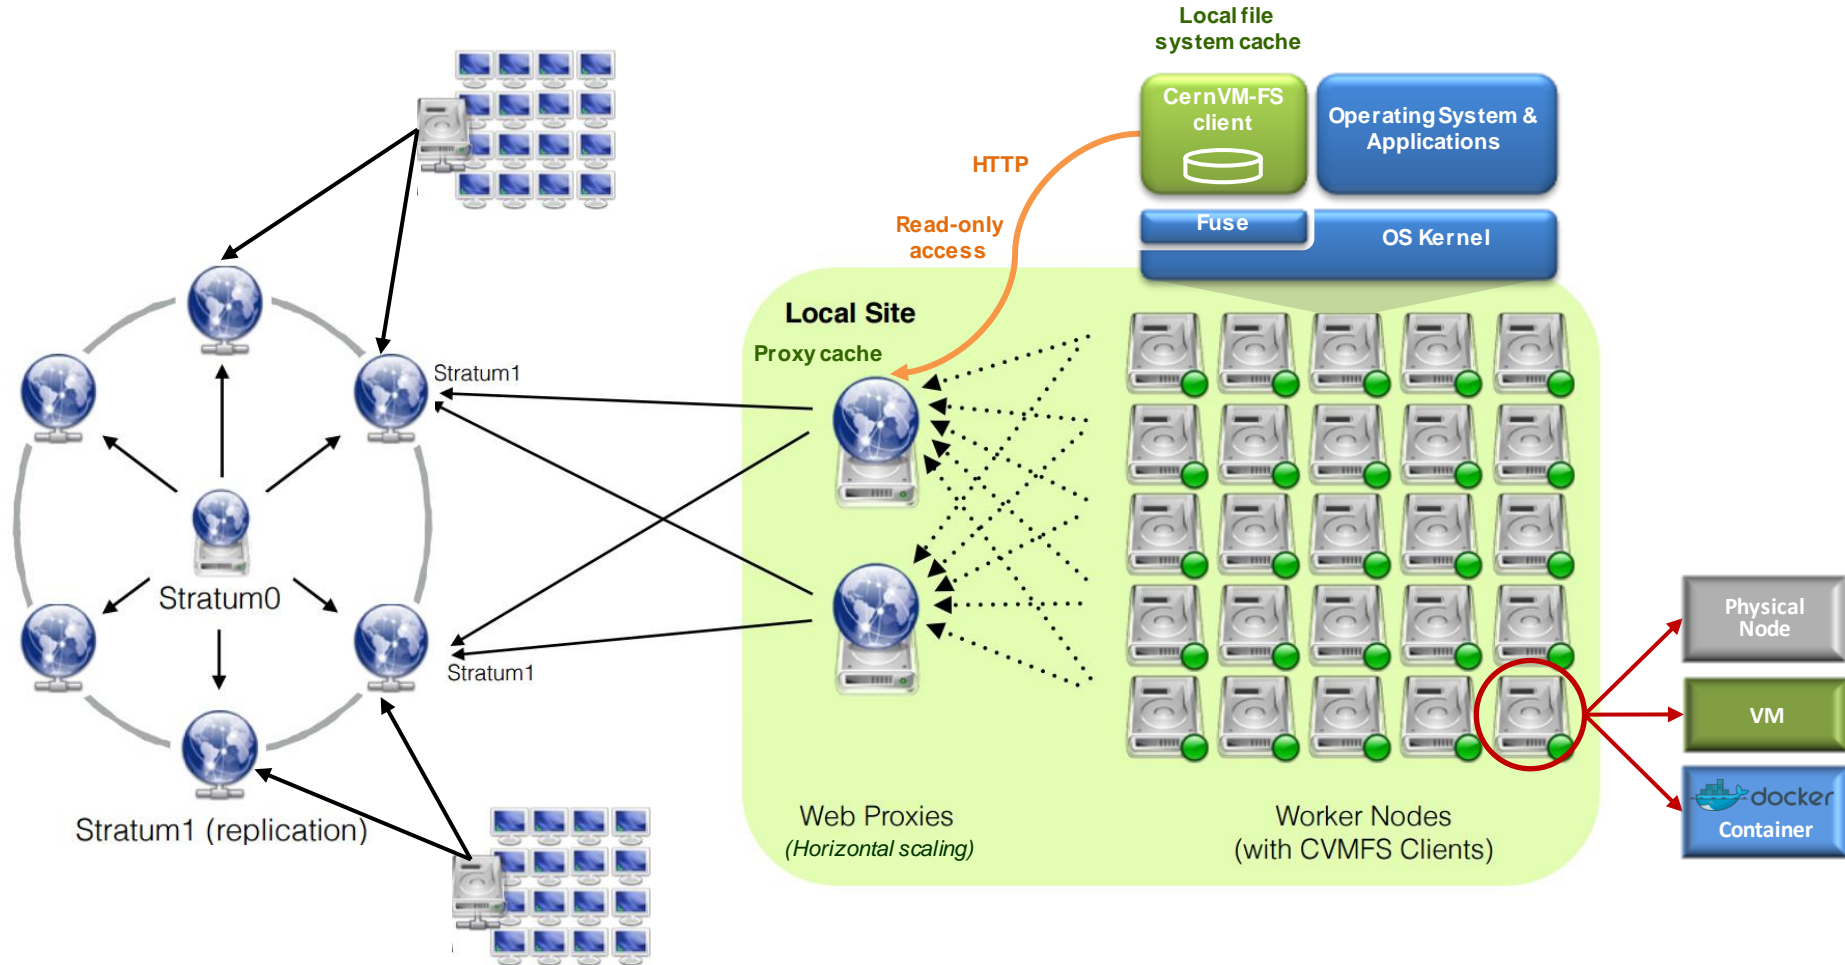 Local file
system cache
CernVM-FS
client
Operating System &
Applications
HTTP
Fuse
OS Kernel
Read-only
access
Local Site
Proxy cache
Stratum1
Stratum0
Stratum1
Stratum1 (replication)
Web Proxies
(Horizontal scaling)
Worker Nodes
(with CVMFS Clients)
Physical
Node
VM
docker
Container